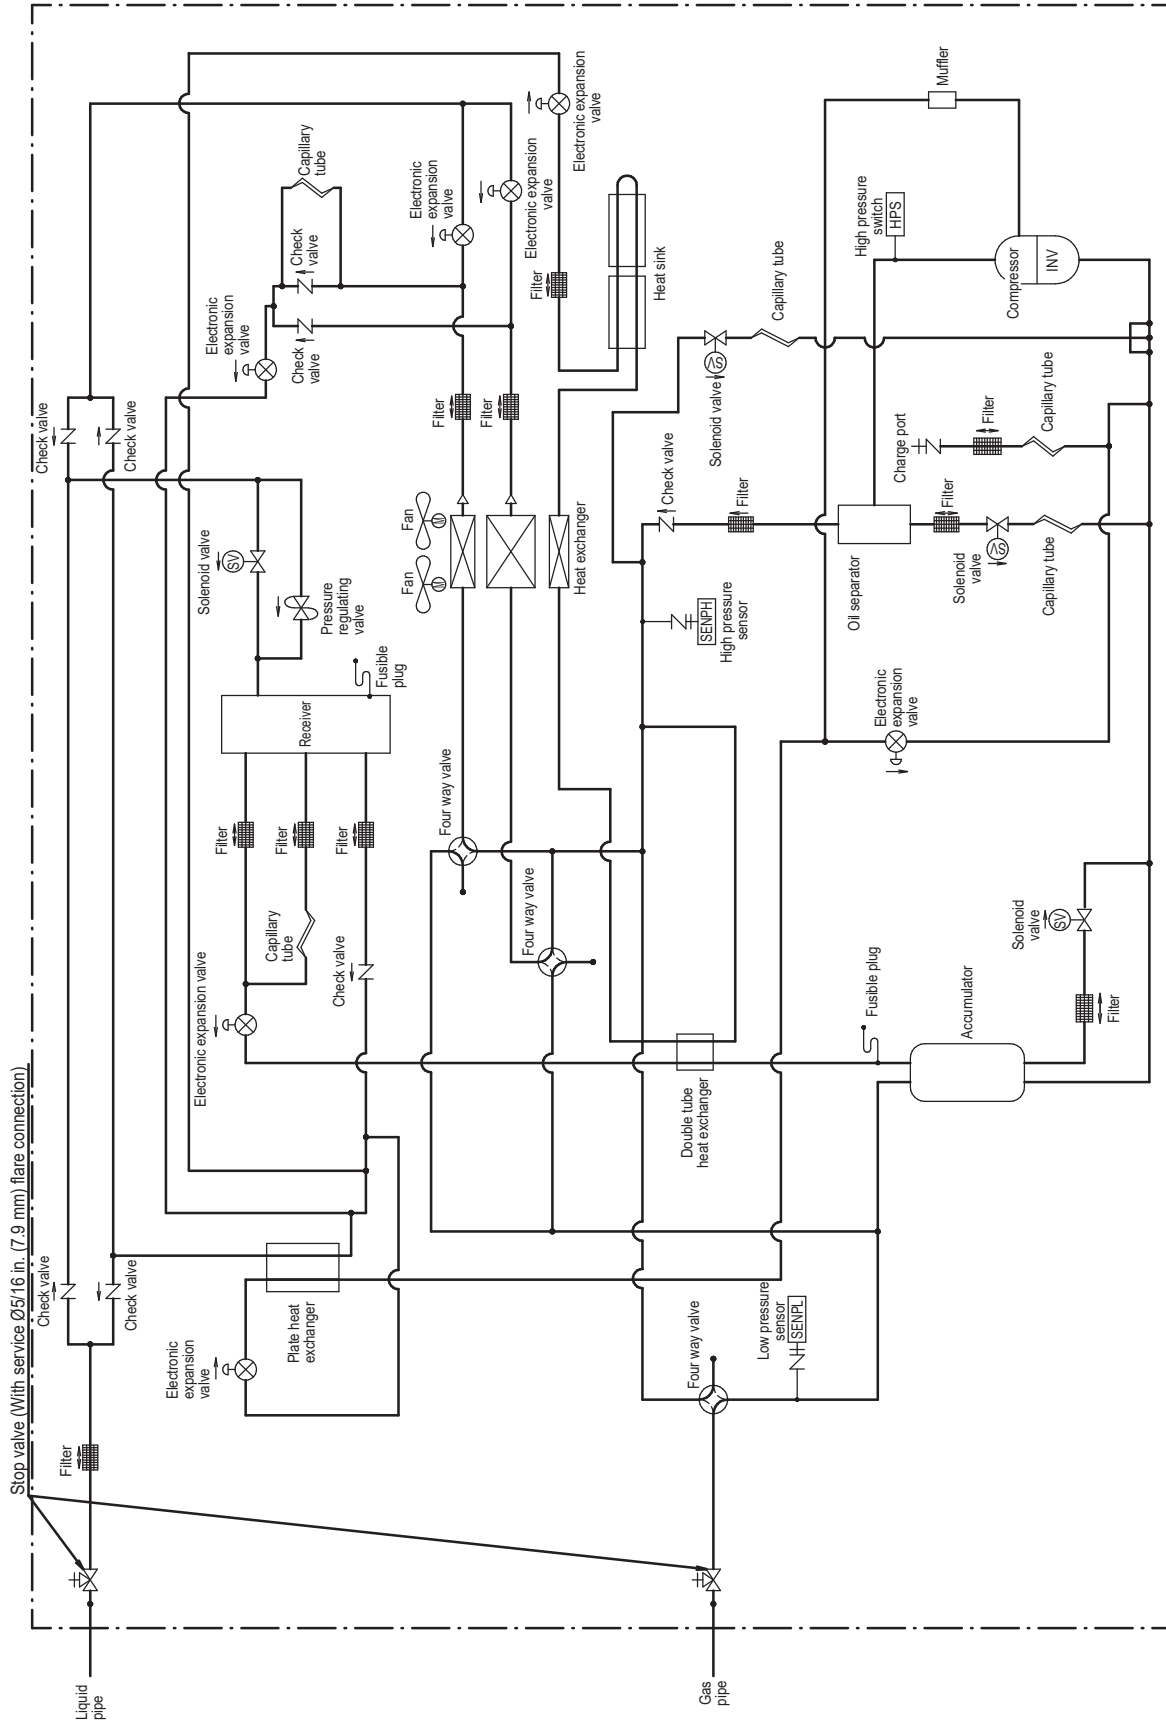 Stop valve (With service Ø5/16 in. (7.9 mm) flare connection)
Liquid
pipe
Filter
Check valve
Check valve
Check valve
Check valve
Solenoid valve
SV
Pressure
regulating
valve
Fusible
plug
Receiver
Filter
Filter
Filter
Capillary
tube
Check valve
Electronic expansion valve
Plate heat
exchanger
Electronic
expansion
valve
Electronic
expansion
valve
Check
valve
Check
valve
Capillary
tube
Electronic
expansion
valve
Electronic expansion
valve
Electronic expansion
valve
Filter
Filter
Filter
Heat sink
Fan
M
Fan
M
Heat exchanger
Four way valve
Four way valve
Double tube
heat exchanger
Four way valve
Low pressure
sensor
SENPL
Gas
pipe
High pressure
sensor
SENPH
Check valve
Filter
Solenoid valve
SV
Capillary tube
Oil separator
Filter
Solenoid
valve
SV
Capillary tube
Charge port
Filter
Capillary tube
High pressure
switch
HPS
Compressor
INV
Muffler
Electronic
expansion
valve
Fusible plug
Accumulator
Filter
Solenoid
valve
SV